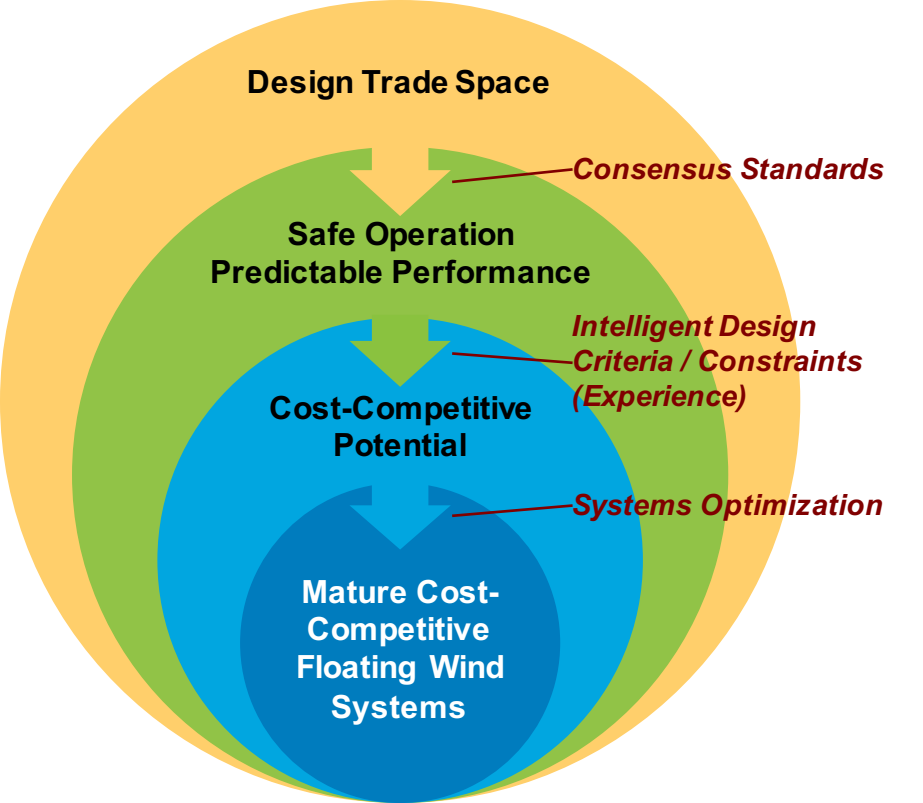 Design Trade Space
Consensus Standards
Safe Operation
Predictable Performance
Intelligent Design
Criteria / Constraints
(Experience)
Cost-Competitive
Potential
Systems Optimization
Mature Cost-
Competitive
Floating Wind
Systems